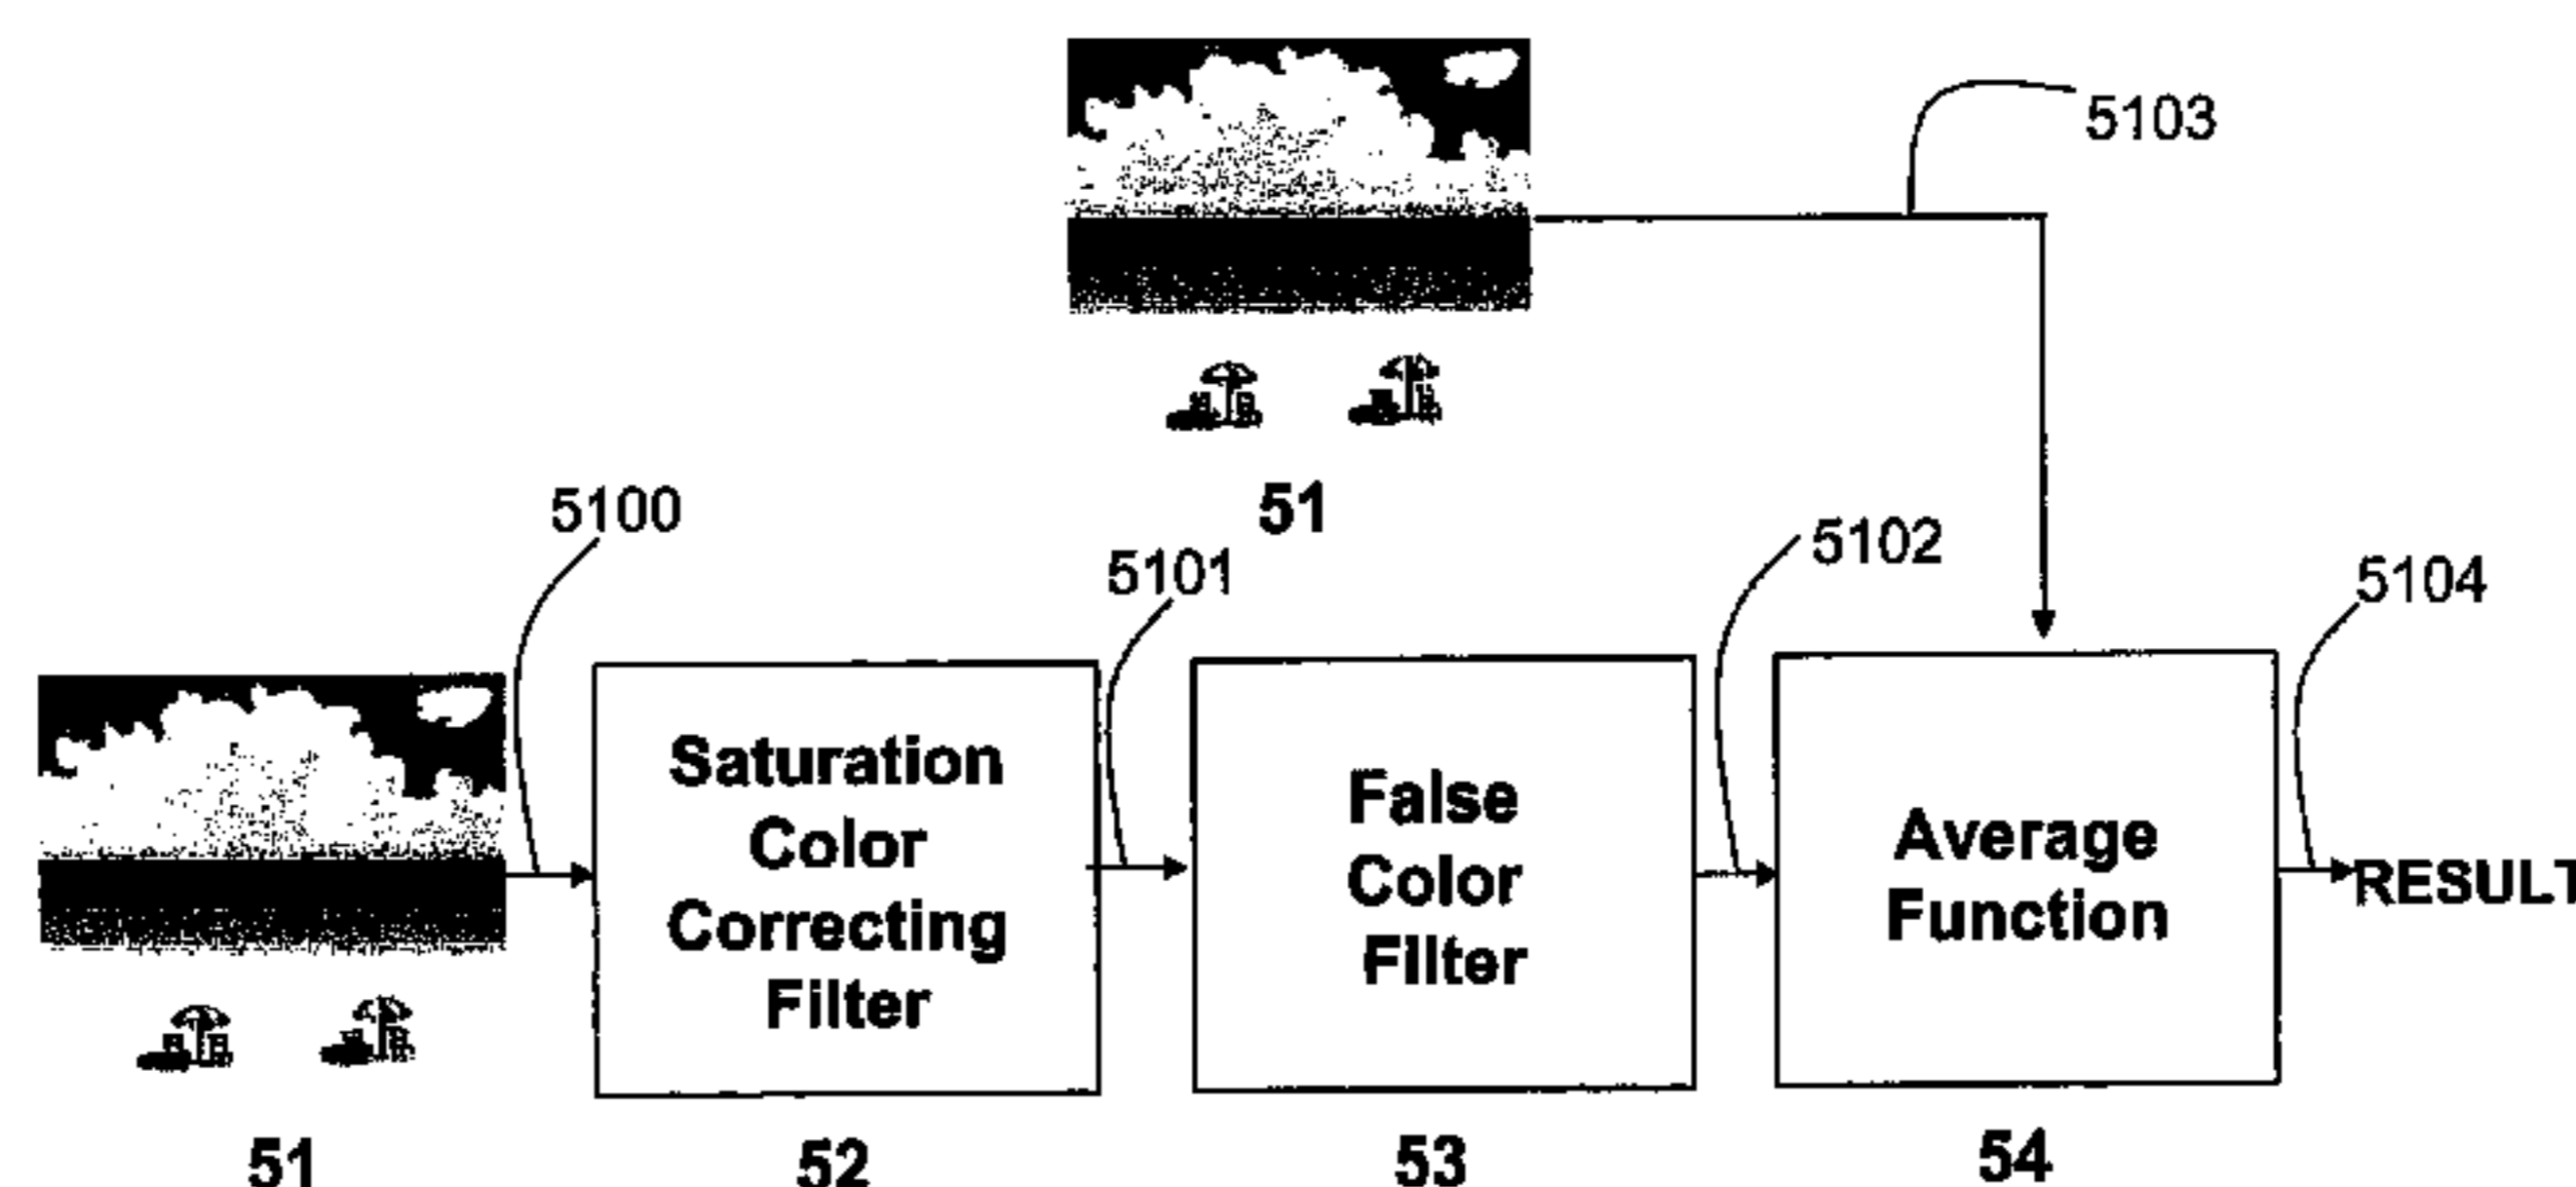 5103
51
5100
5101
5102
5104
Saturation
Color
Correcting
Filter
False
Color
Filter
Average
Function
RESULT
51
52
53
54